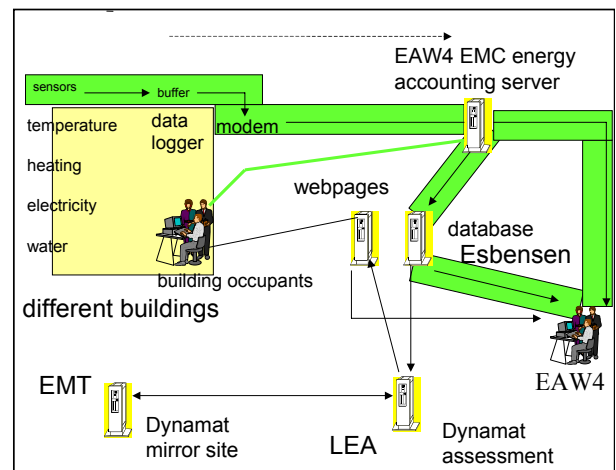 EAW4 EMC energy
accounting server
sensors
buffer
temperature
data
logger
modem
heating
electricity
water
webpages
database
Esbensen
building occupants
different buildings
EAW4
EMT
Dynamat
mirror site
LEA
Dynamat
assessment